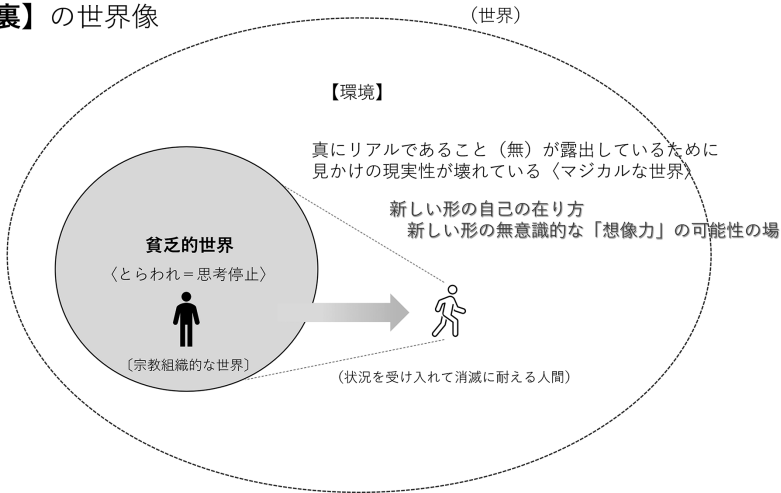 裏】の世界像
（世界）
【環境】
真にリアルであること（無）が露出しているために
見かけの現実性が壊れている〈マジカルな世界〉
新しい形の自己の在り方
新しい形の無意識的な「想像力」の可能性の場
貧乏的世界
〈とらわれ＝思考停止〉
〔宗教組織的な世界〕
（状況を受け入れて消滅に耐える人間）